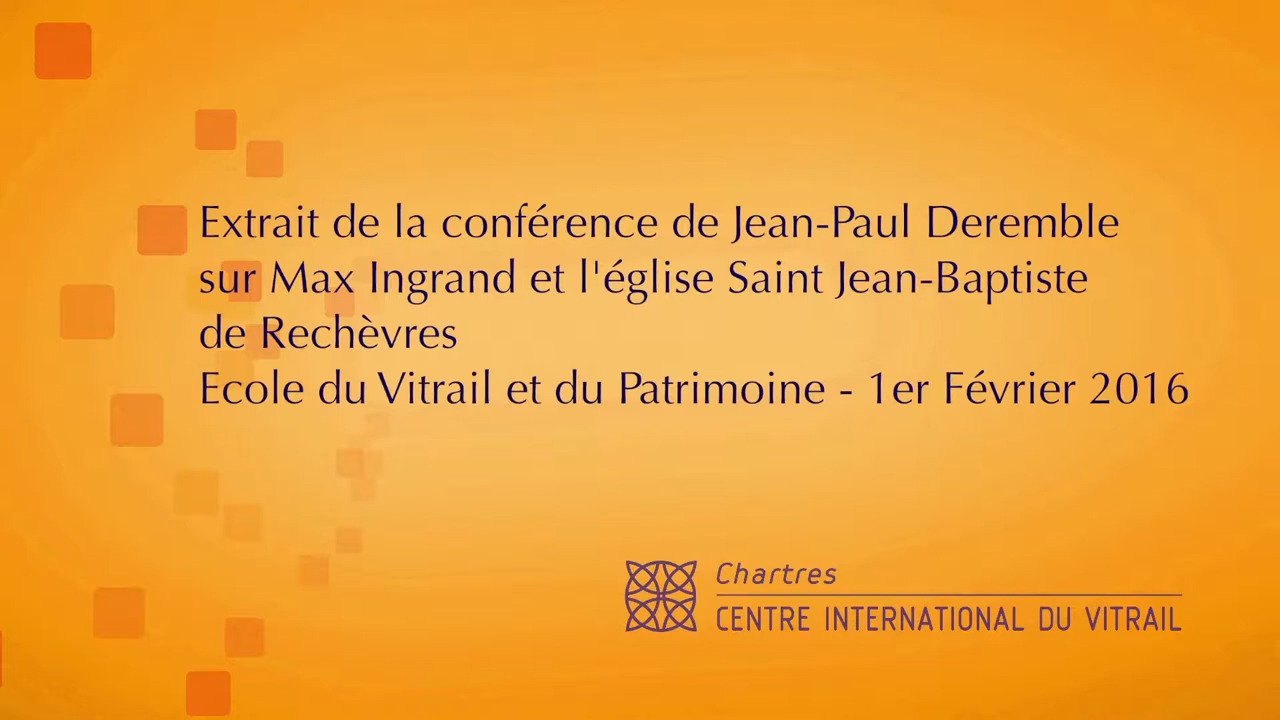 Extrait de la conférence de Jean-Paul Deremble
sur Max Ingrand et l'église Saint Jean-Baptiste
de Rechèvres
Ecole du Vitrail et du Patrimoine - 1er Février 2016
Chartres
CENTRE INTERNATIONAL DU VITRAIL